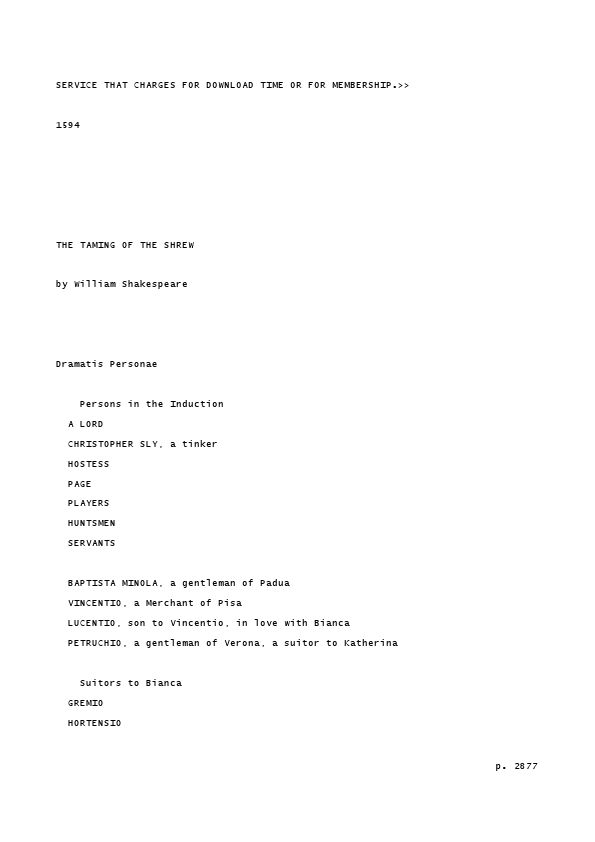 SERVICE THAT CHARGES FOR DOWNLOAD TIME OR FOR MEMBERSHIP.>>
1594
THE TAMING OF THE SHREW
by William Shakespeare
Dramatis Personae
Persons in the Induction
A LORD
CHRISTOPHER SLY, a tinker
HOSTESS
PAGE
PLAYERS
HUNTSMEN
SERVANTS
BAPTISTA MINOLA, a gentleman of Padua
VINCENTIO, a Merchant of Pisa
LUCENTIO, son to Vincentio, in love with Bianca
PETRUCHIO, a gentleman of Verona, a suitor to Katherina
Suitors to Bianca
GREMIO
HORTENSIO
p. 2877